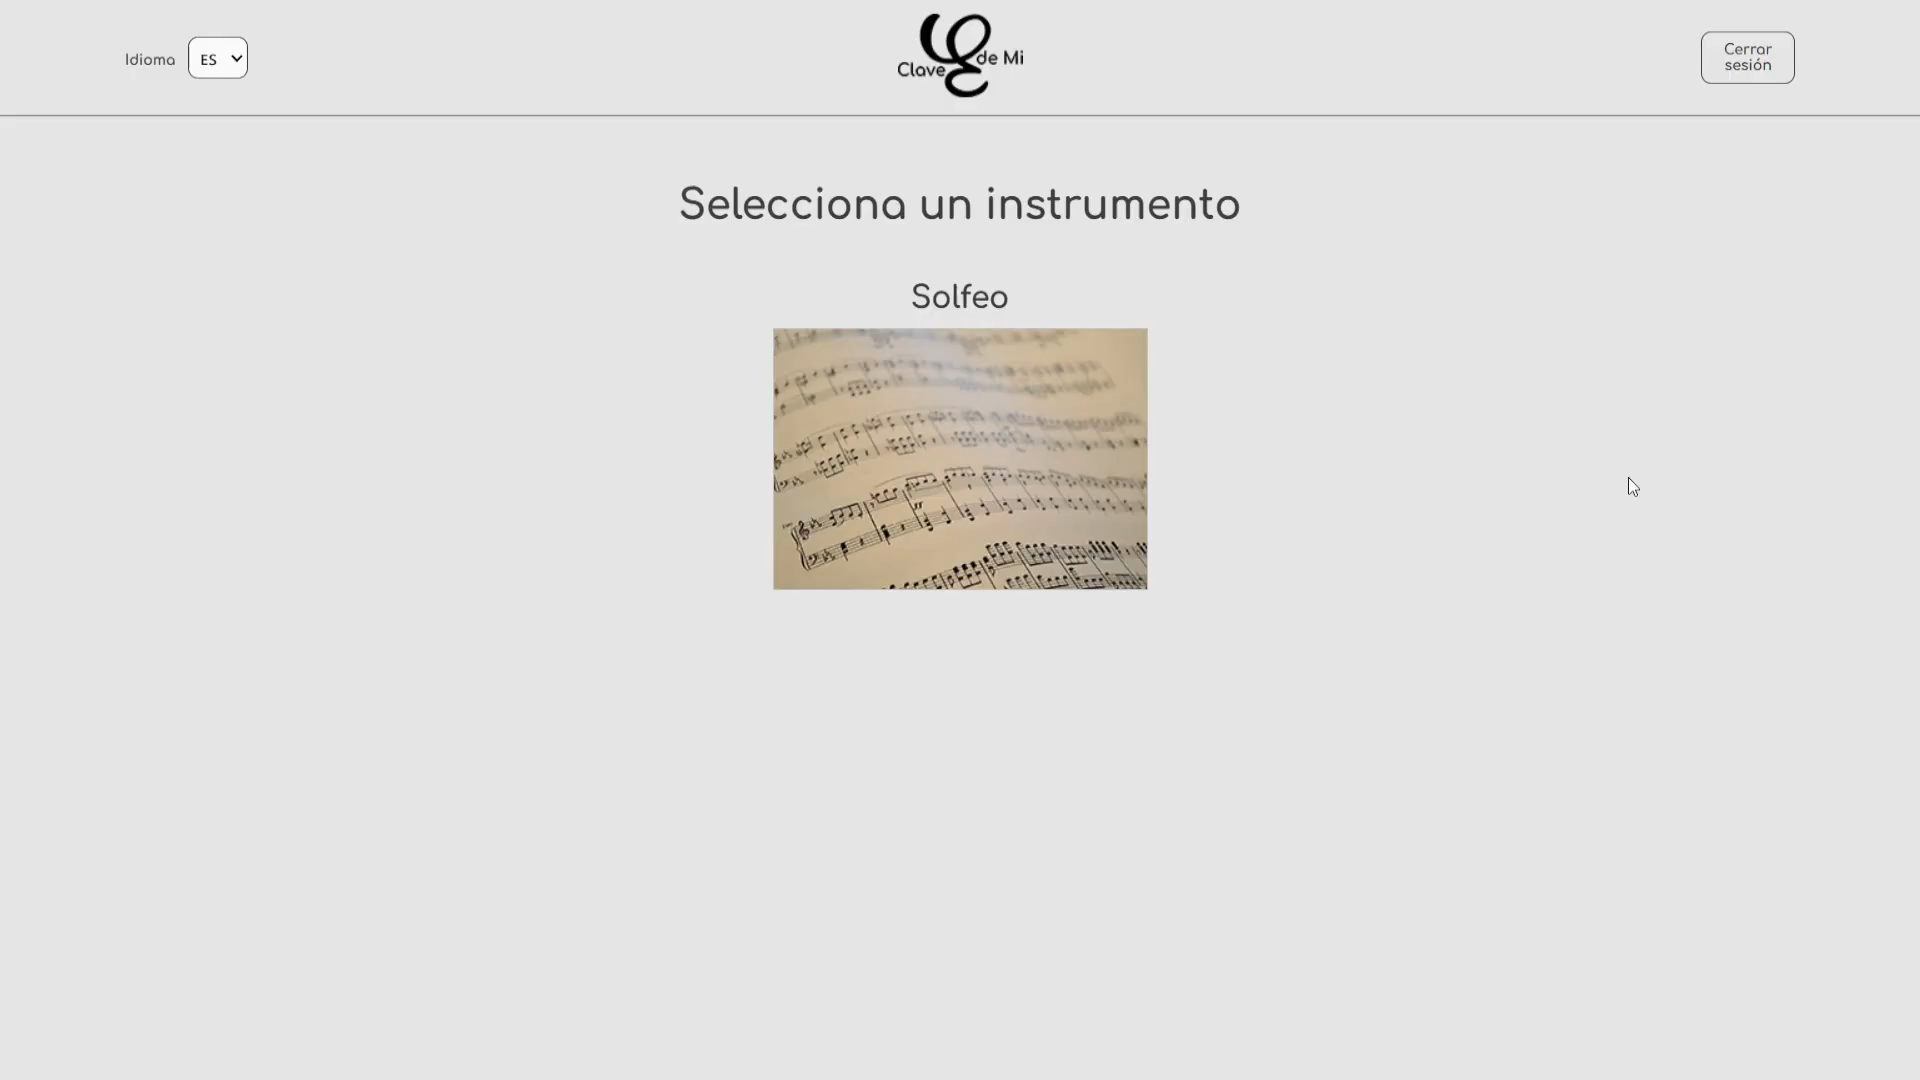 Idioma
ES
Clave de Mi
Cerrar
sesión
Selecciona un instrumento
Solfeo